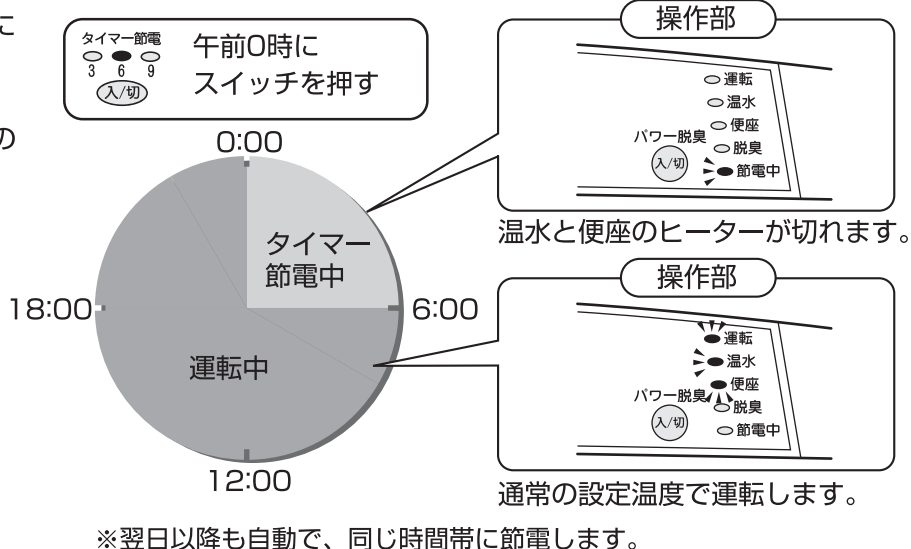 に
の
タイマー節電
3 6 9
入/切
午前0時に
スイッチを押す
0:00
6:00
12:00
18:00
タイマー
節電中
運転中
操作部
運転
温水
便座
脱臭
節電中
パワー脱臭
入/切
温水と便座のヒーターが切れます。
操作部
運転
温水
便座
脱臭
節電中
パワー脱臭
入/切
通常の設定温度で運転します。
※翌日以降も自動で、同じ時間帯に節電します。